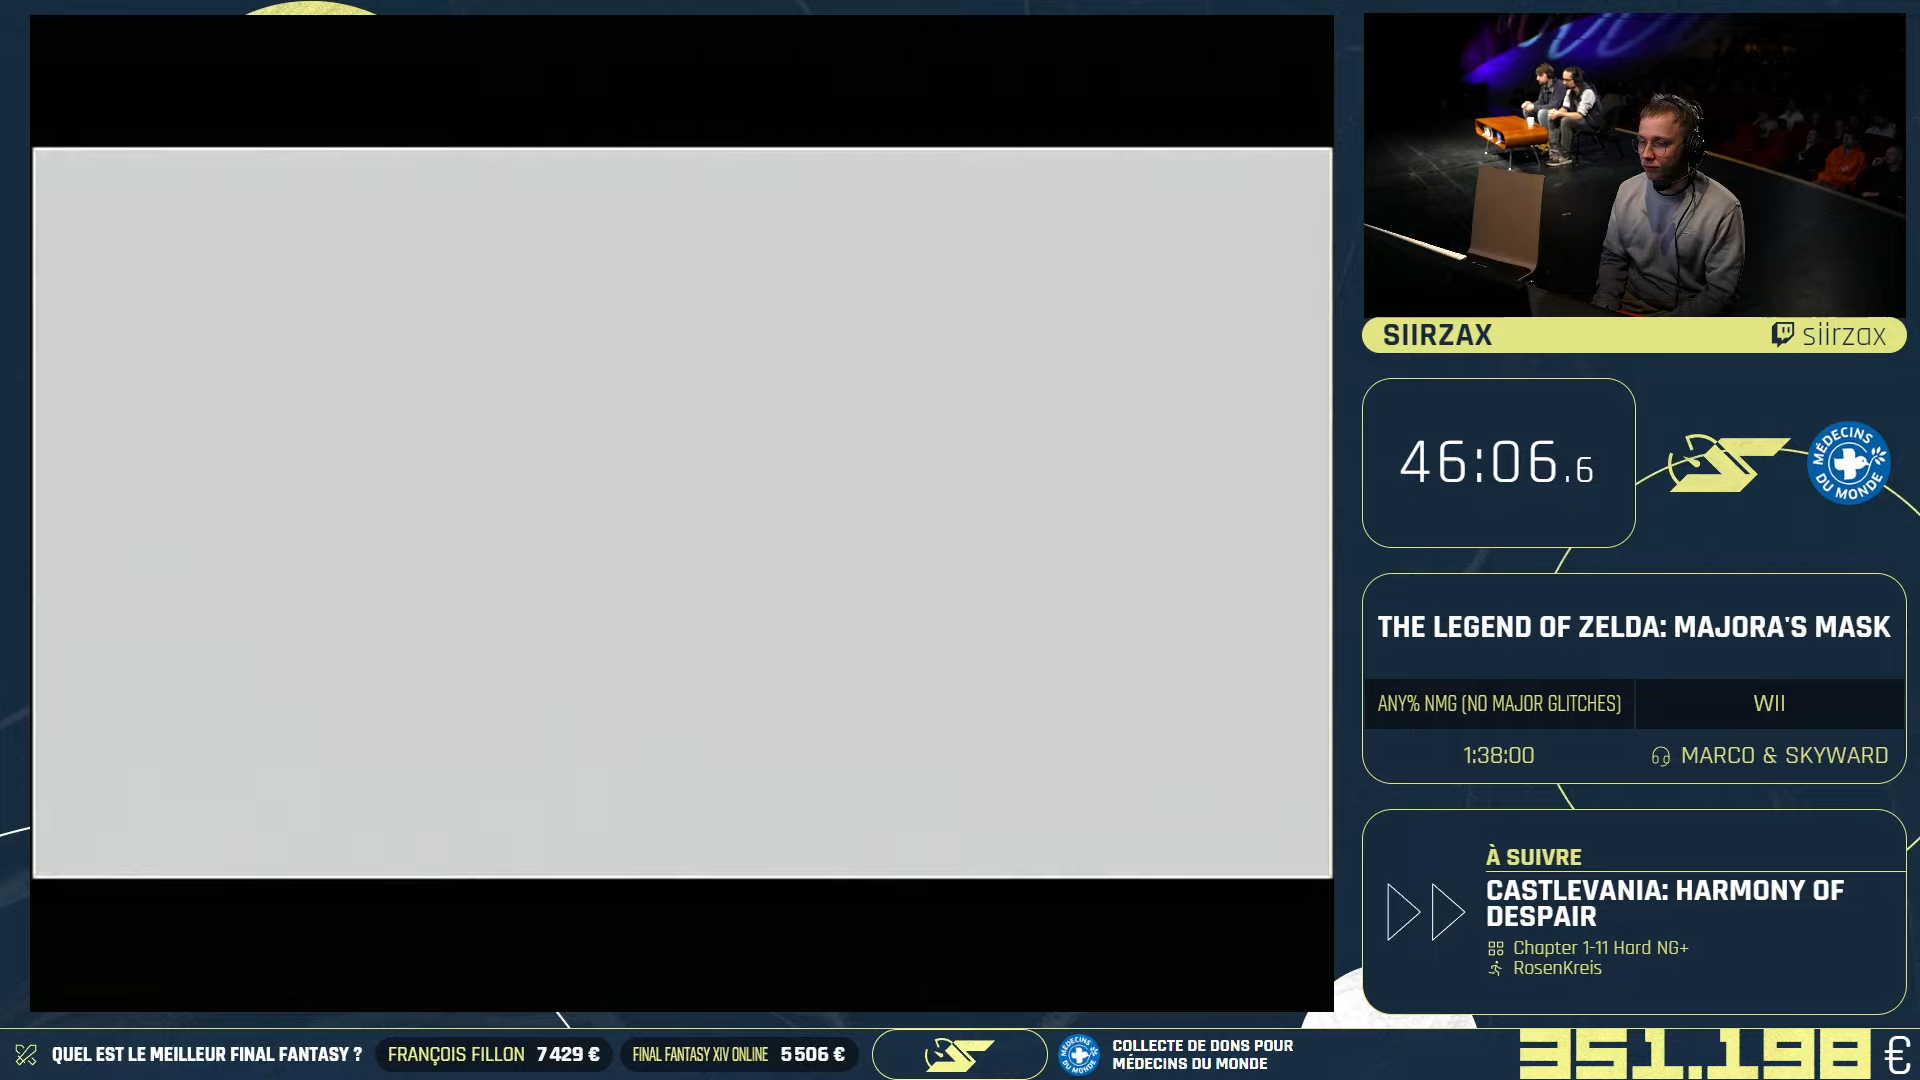 SIIRZAX
siirzax
46:06.6
MÉDECINS DU MONDE
THE LEGEND OF ZELDA: MAJORA'S MASK
ANY% NMG (NO MAJOR GLITCHES)
WII
1:38:00
MARCO & SKYWARD
À SUIVRE
CASTLEVANIA: HARMONY OF
DESPAIR
Chapter 1-11 Hard NG+
RosenKreis
QUEL EST LE MEILLEUR FINAL FANTASY ?
FRANÇOIS FILLON 7 429 €
FINAL FANTASY XIV ONLINE 5 506 €
COLLECTE DE DONS POUR
MÉDECINS DU MONDE
351.198 €